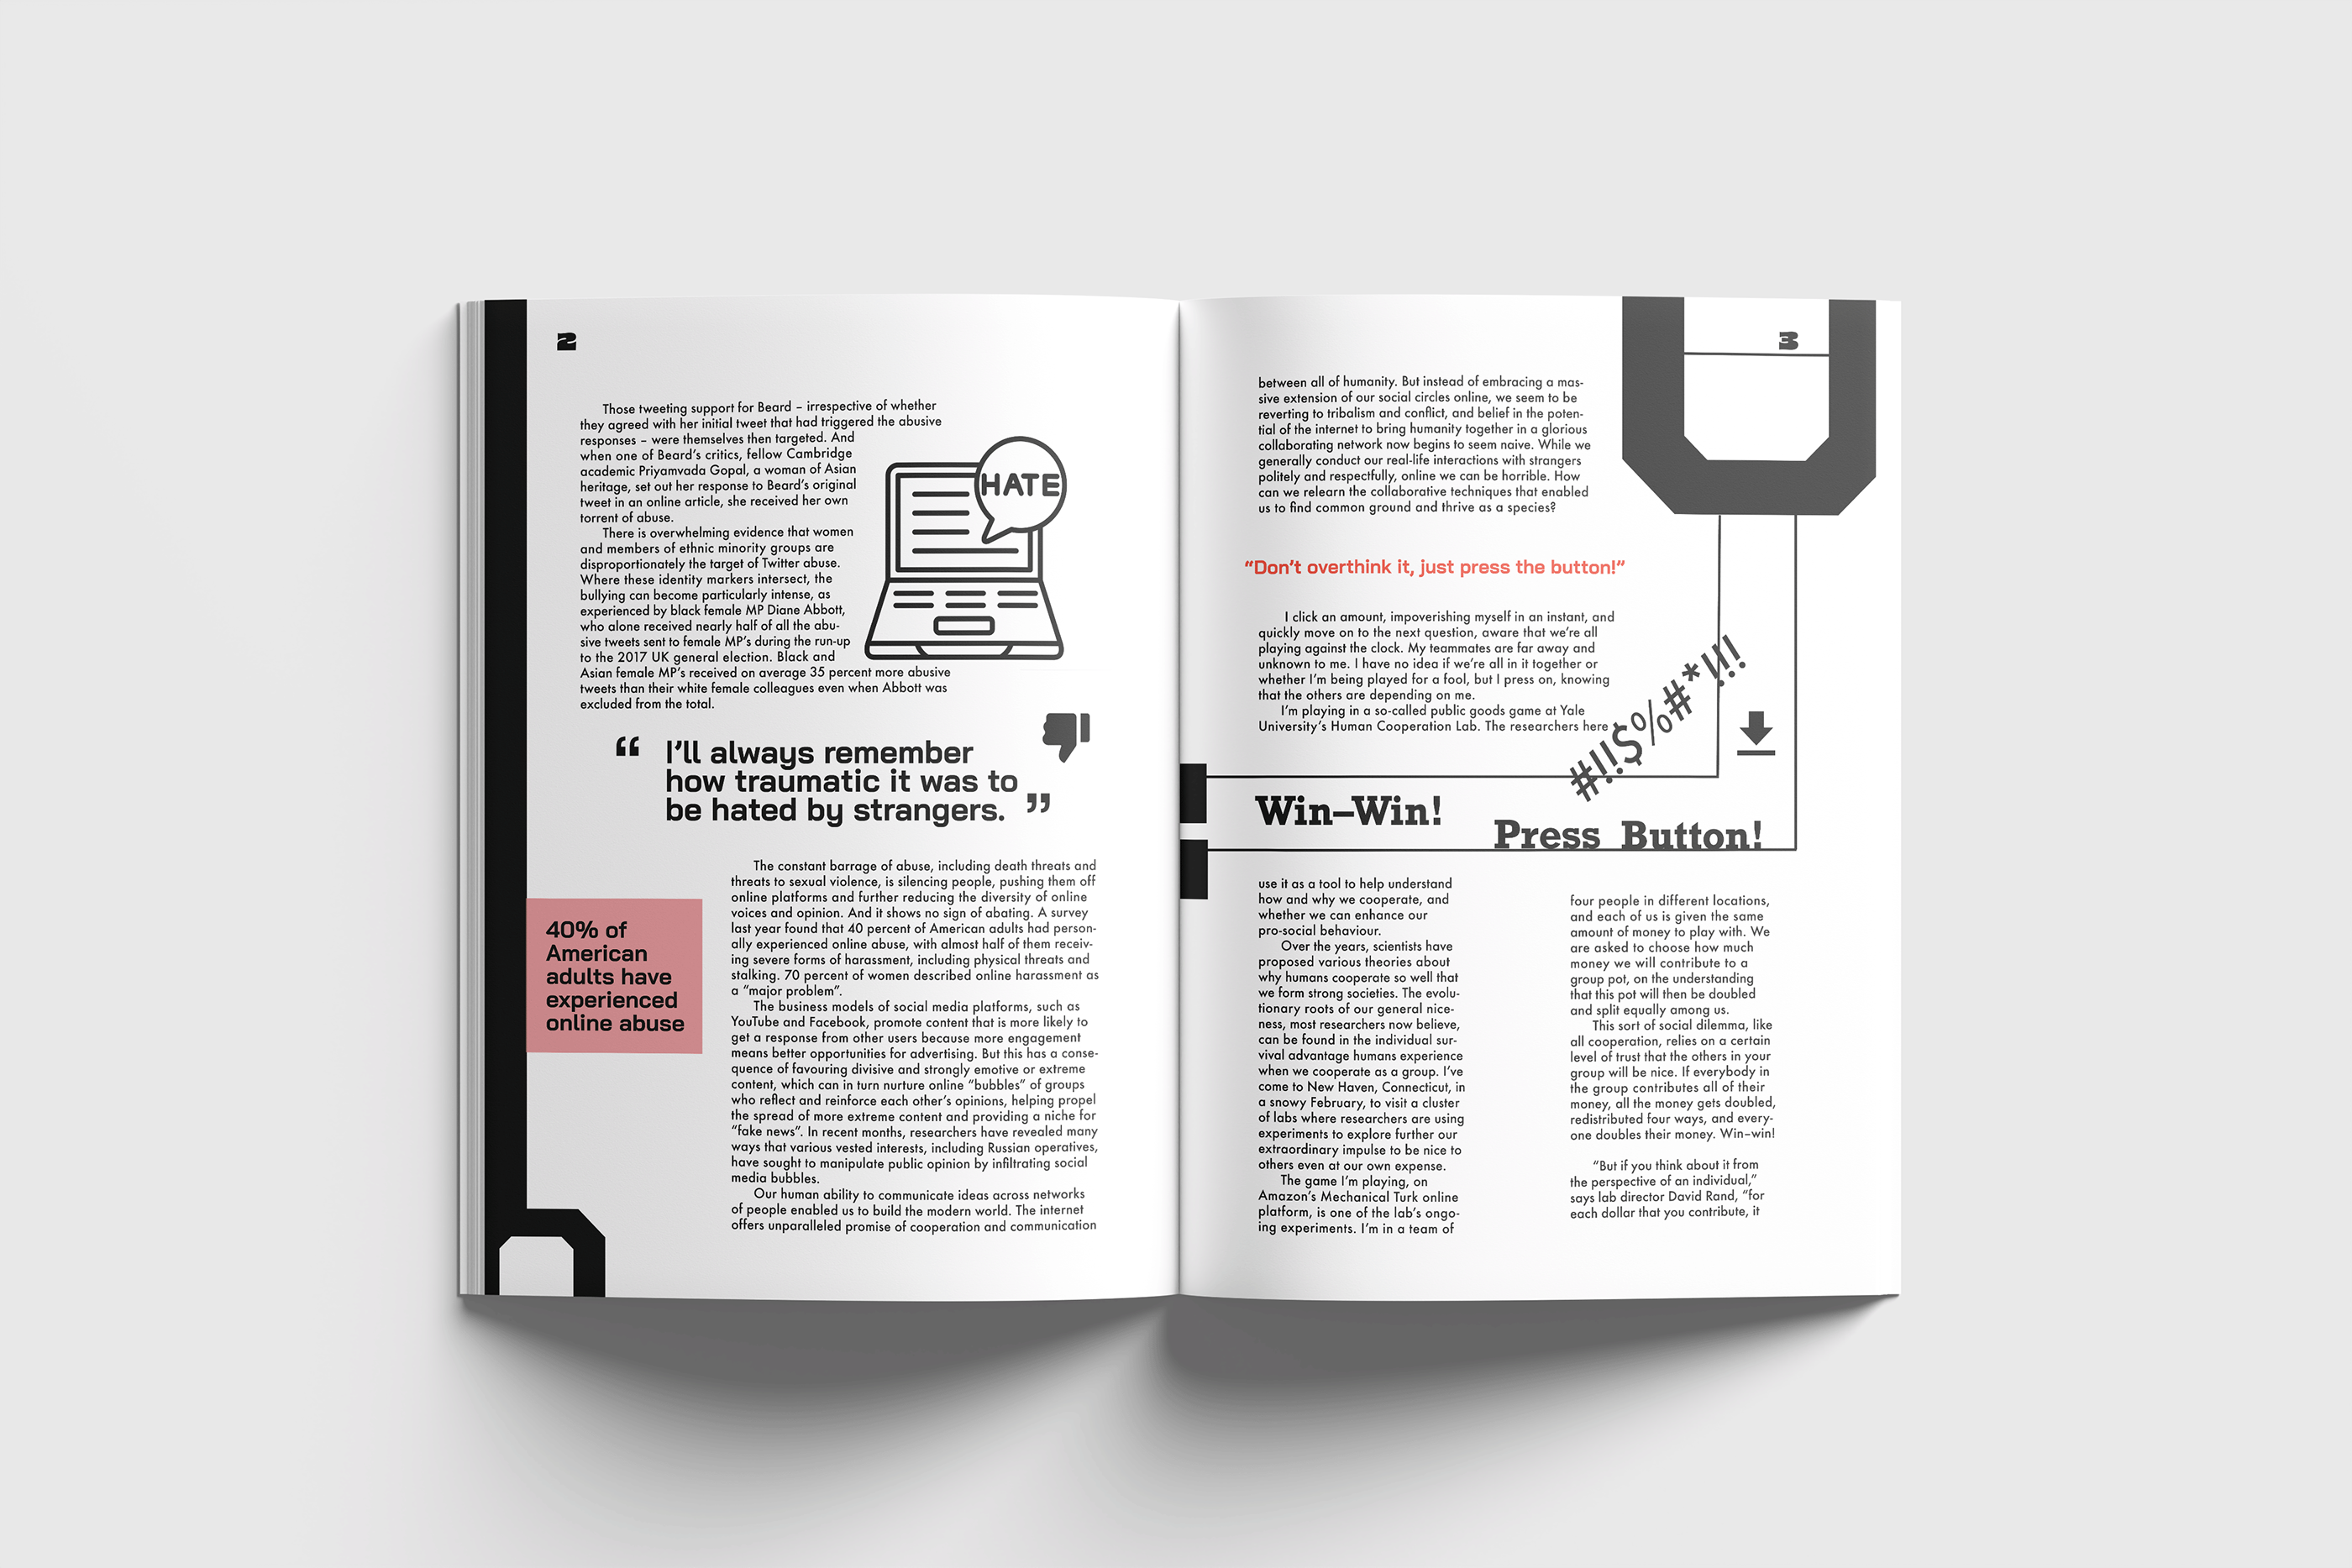 2
Those tweeting support for Beard – irrespective of whether
they agreed with her initial tweet that had triggered the abusive
responses – were themselves then targeted. And
when one of Beard's critics, fellow Cambridge
academic Priyamvada Gopal, a woman of Asian
heritage, set out her response to Beard's original
tweet in an online article, she received her own
torrent of abuse.
There is overwhelming evidence that women
and members of ethnic minority groups are
disproportionately the target of Twitter abuse.
Where these identity markers intersect, the
bullying can become particularly intense, as
experienced by black female MP Diane Abbott,
who alone received nearly half of all the abu-
sive tweets sent to female MP's during the run-up
to the 2017 UK general election. Black and
Asian female MP's received on average 35 percent more abusive
tweets than their white female colleagues even when Abbott was
excluded from the total.
HATE
“ I'll always remember
how traumatic it was to
be hated by strangers. ”
40% of
American
adults have
experienced
online abuse
The constant barrage of abuse, including death threats and
threats to sexual violence, is silencing people, pushing them off
online platforms and further reducing the diversity of online
voices and opinion. And it shows no sign of abating. A survey
last year found that 40 percent of American adults had person-
ally experienced online abuse, with almost half of them receiv-
ing severe forms of harassment, including physical threats and
stalking. 70 percent of women described online harassment as
a “major problem”.
The business models of social media platforms, such as
YouTube and Facebook, promote content that is more likely to
get a response from other users because more engagement
means better opportunities for advertising. But this has a conse-
quence of favouring divisive and strongly emotive or extreme
content, which can in turn nurture online “bubbles” of groups
who reflect and reinforce each other's opinions, helping propel
the spread of more extreme content and providing a niche for
“fake news”. In recent months, researchers have revealed many
ways that various vested interests, including Russian operatives,
have sought to manipulate public opinion by infiltrating social
media bubbles.
Our human ability to communicate ideas across networks
of people enabled us to build the modern world. The internet
offers unparalleled promise of cooperation and communication
3
between all of humanity. But instead of embracing a mas-
sive extension of our social circles online, we seem to be
reverting to tribalism and conflict, and belief in the poten-
tial of the internet to bring humanity together in a glorious
collaborating network now begins to seem naive. While we
generally conduct our real-life interactions with strangers
politely and respectfully, online we can be horrible. How
can we relearn the collaborative techniques that enabled
us to find common ground and thrive as a species?
“Don't overthink it, just press the button!”
I click an amount, impoverishing myself in an instant, and
quickly move on to the next question, aware that we're all
playing against the clock. My teammates are far away and
unknown to me. I have no idea if we're all in it together or
whether I'm being played for a fool, but I press on, knowing
that the others are depending on me.
I'm playing in a so-called public goods game at Yale
University's Human Cooperation Lab. The researchers here
#!!$%#*!!!
Win–Win!
Press Button!
use it as a tool to help understand
how and why we cooperate, and
whether we can enhance our
pro-social behaviour.
Over the years, scientists have
proposed various theories about
why humans cooperate so well that
we form strong societies. The evolu-
tionary roots of our general nice-
ness, most researchers now believe,
can be found in the individual sur-
vival advantage humans experience
when we cooperate as a group. I've
come to New Haven, Connecticut, in
a snowy February, to visit a cluster
of labs where researchers are using
experiments to explore further our
extraordinary impulse to be nice to
others even at our own expense.
The game I'm playing, on
Amazon's Mechanical Turk online
platform, is one of the lab's ongo-
ing experiments. I'm in a team of
four people in different locations,
and each of us is given the same
amount of money to play with. We
are asked to choose how much
money we will contribute to a
group pot, on the understanding
that this pot will then be doubled
and split equally among us.
This sort of social dilemma, like
all cooperation, relies on a certain
level of trust that the others in your
group will be nice. If everybody in
the group contributes all of their
money, all the money gets doubled,
redistributed four ways, and every-
one doubles their money. Win–win!
“But if you think about it from
the perspective of an individual,”
says lab director David Rand, “for
each dollar that you contribute, it